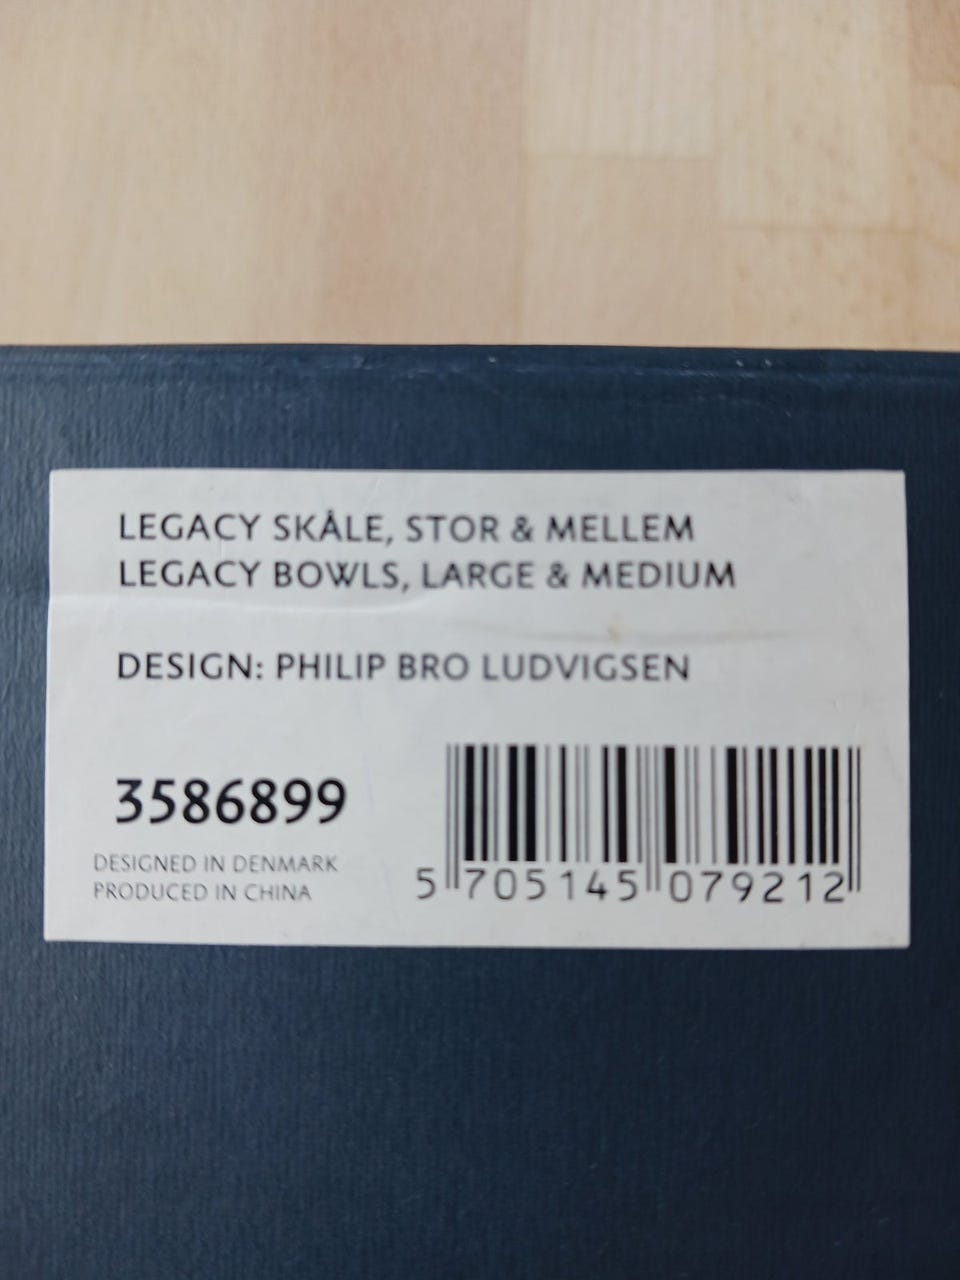 LEGACY SKÅLE, STOR & MELLEM
LEGACY BOWLS, LARGE & MEDIUM
DESIGN: PHILIP BRO LUDVIGSEN
3586899
DESIGNED IN DENMARK
PRODUCED IN CHINA
5 705145 079212